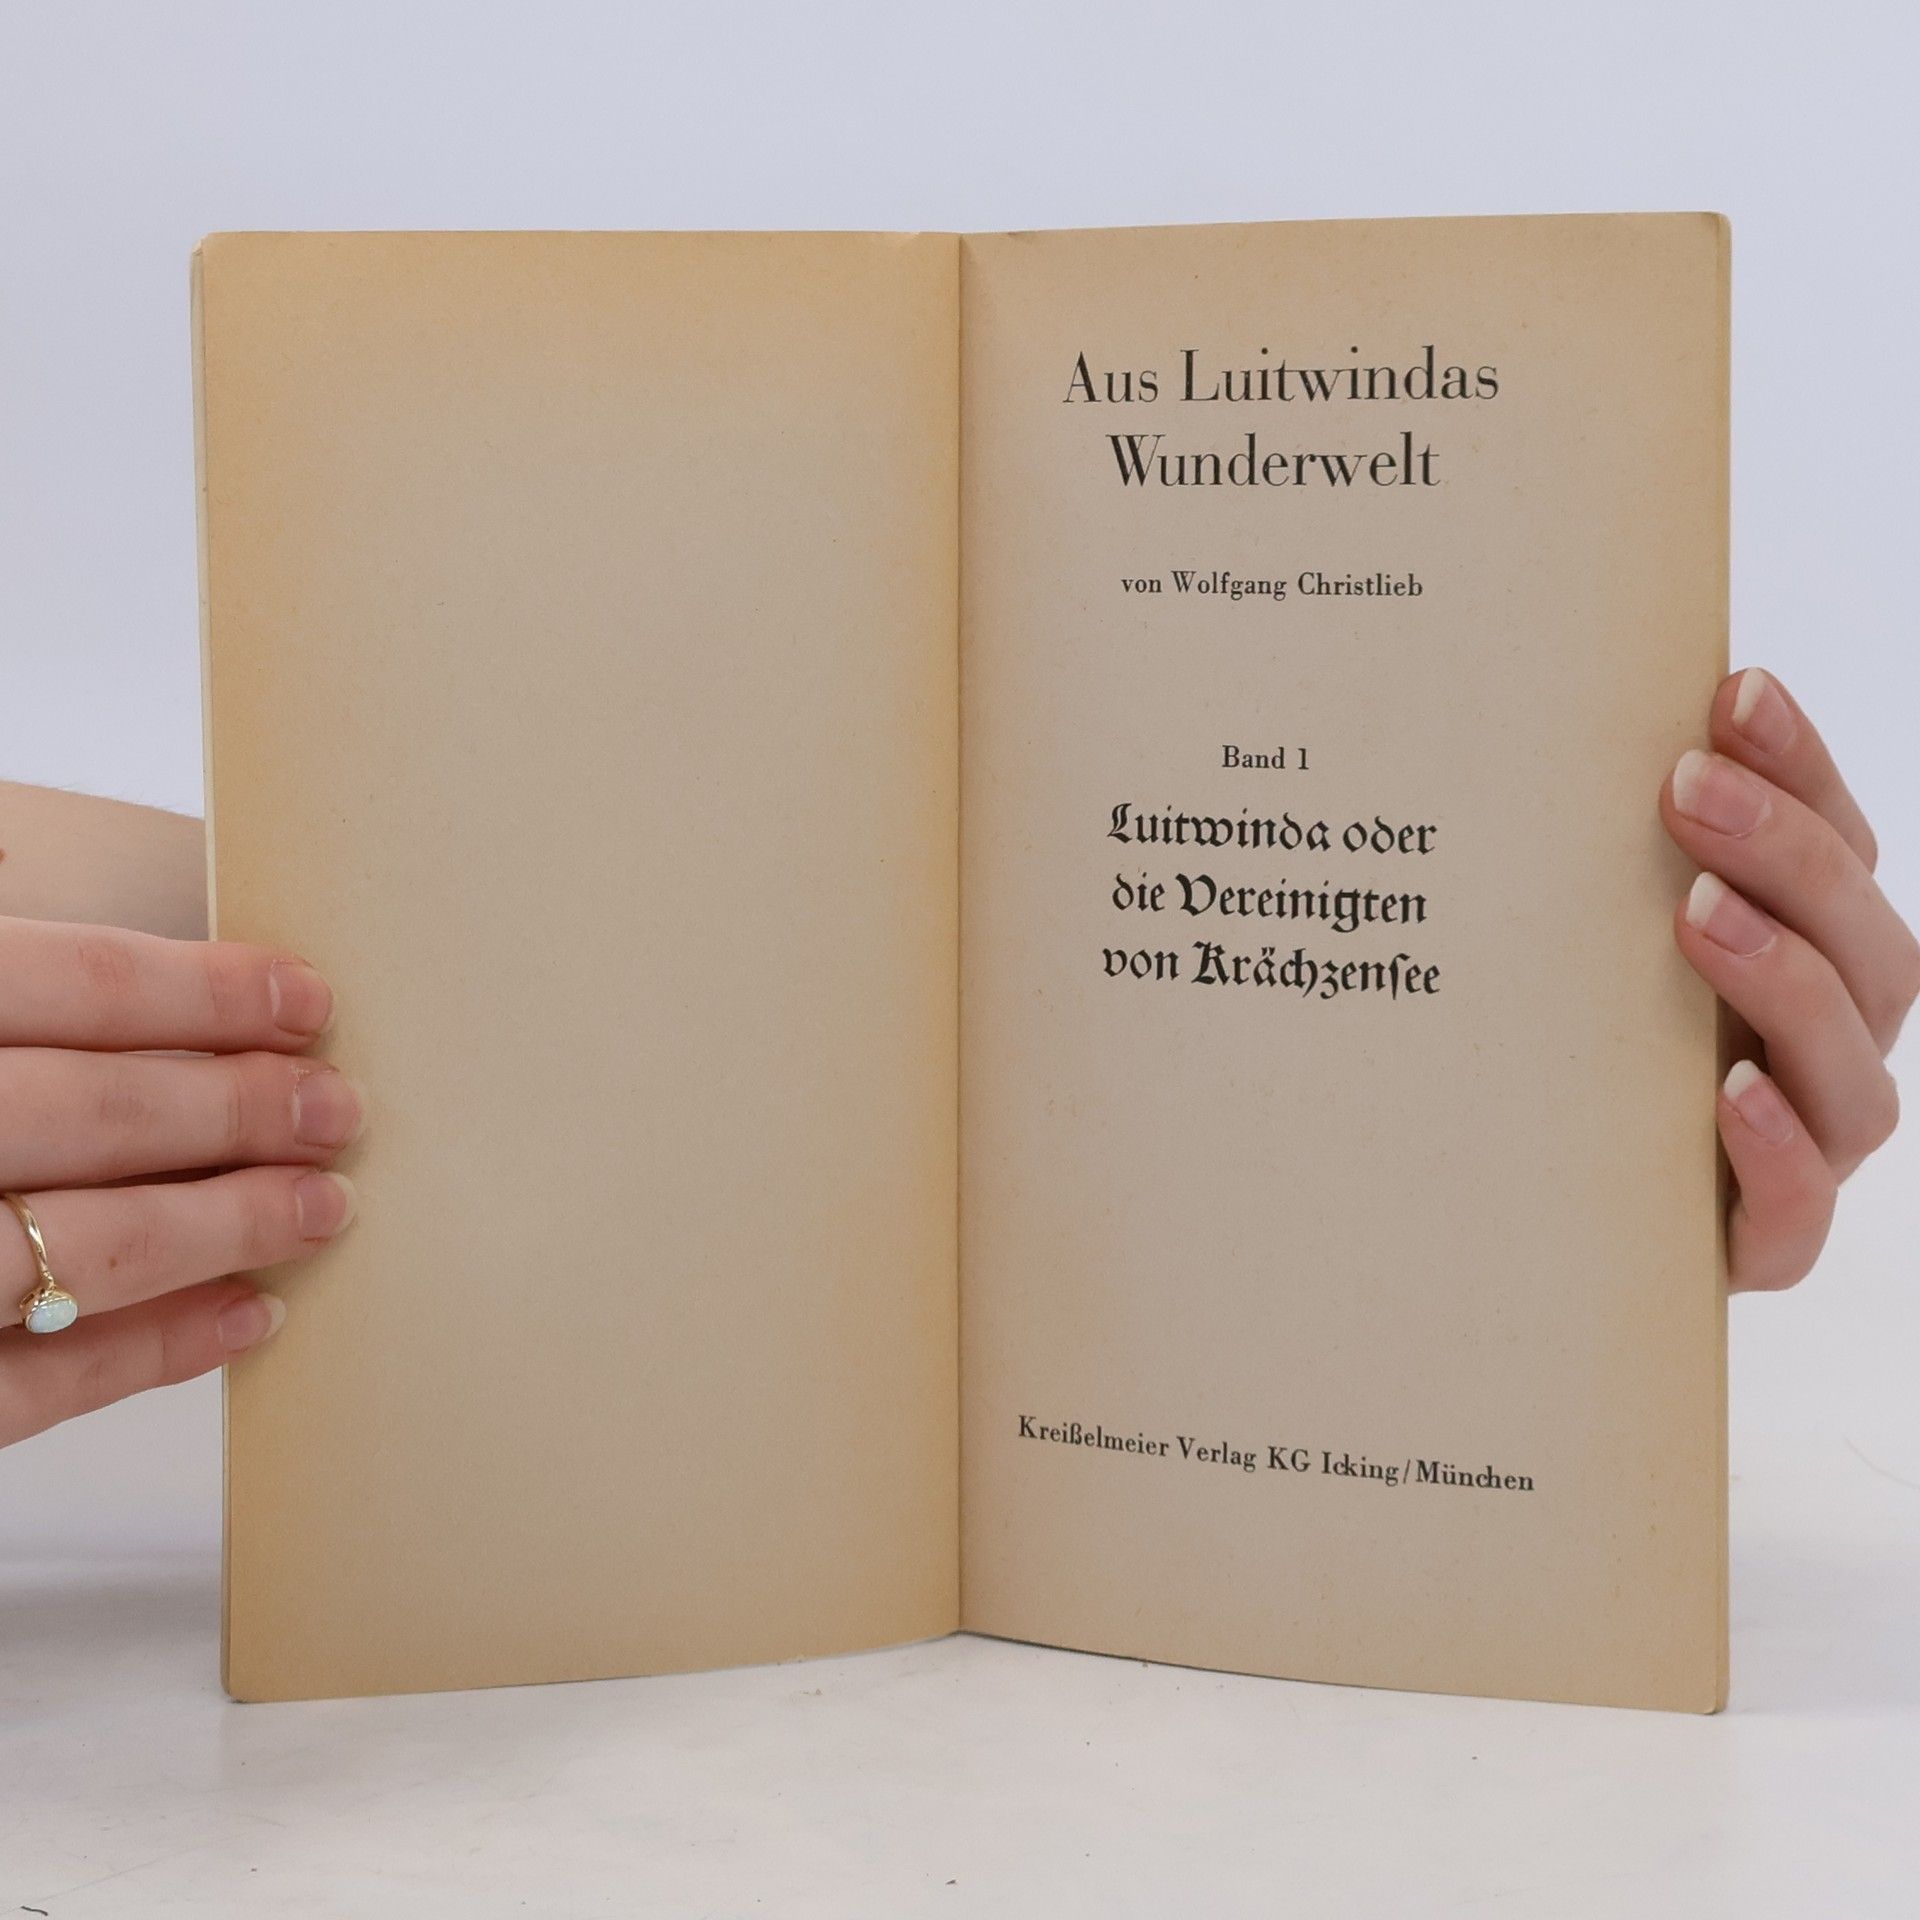 Aus Luitwindas
Wunderwelt
von Wolfgang Christlieb
Band 1
Luitwinda oder
die Vereinigten
von Krächzenſee
Kreißelmeier Verlag KG Icking/München